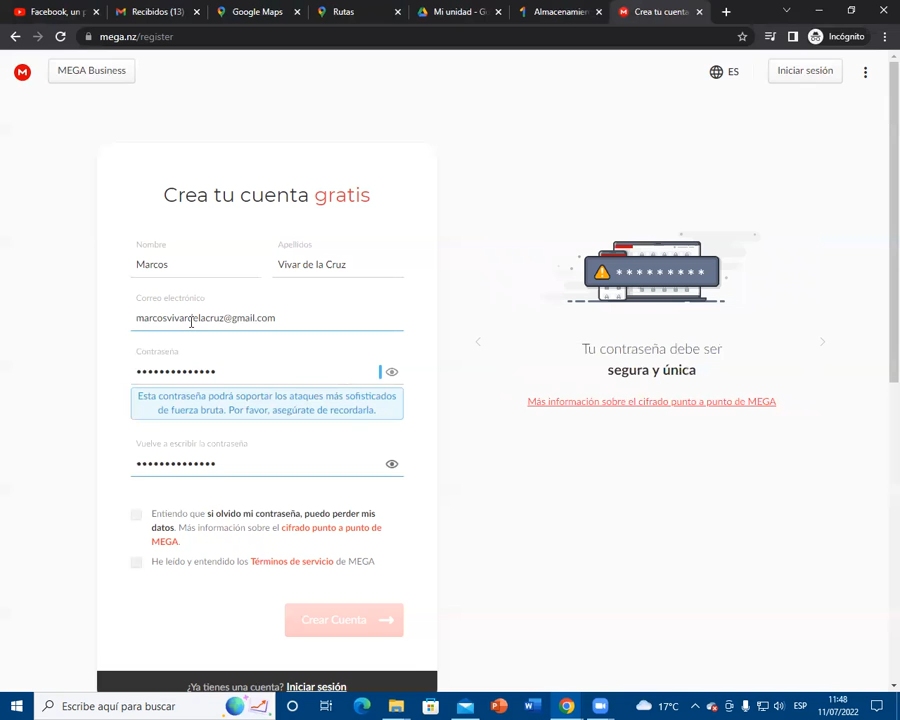 Facebook, un p
Recibidos (13)
Google Maps
Rutas
Mi unidad - Go
Almacenamien
Crea tu cuenta
mega.nz/register
Incógnito
M
MEGA Business
ES
Iniciar sesión
Crea tu cuenta gratis
Nombre
Apellidos
Marcos
Vivar de la Cruz
Correo electrónico
marcosvivardelacruz@gmail.com
Contraseña
••••••••••••••
Esta contraseña podrá soportar los ataques más sofisticados
de fuerza bruta. Por favor, asegúrate de recordarla.
Vuelve a escribir la contraseña
••••••••••••••
Entiendo que si olvido mi contraseña, puedo perder mis
datos. Más información sobre el cifrado punto a punto de
MEGA.
He leído y entendido los Términos de servicio de MEGA
Crear Cuenta
¿Ya tienes una cuenta? Iniciar sesión
* * * * * * * * *
Tu contraseña debe ser
segura y única
Más información sobre el cifrado punto a punto de MEGA
Escribe aquí para buscar
17°C
ESP
11:48
11/07/2022